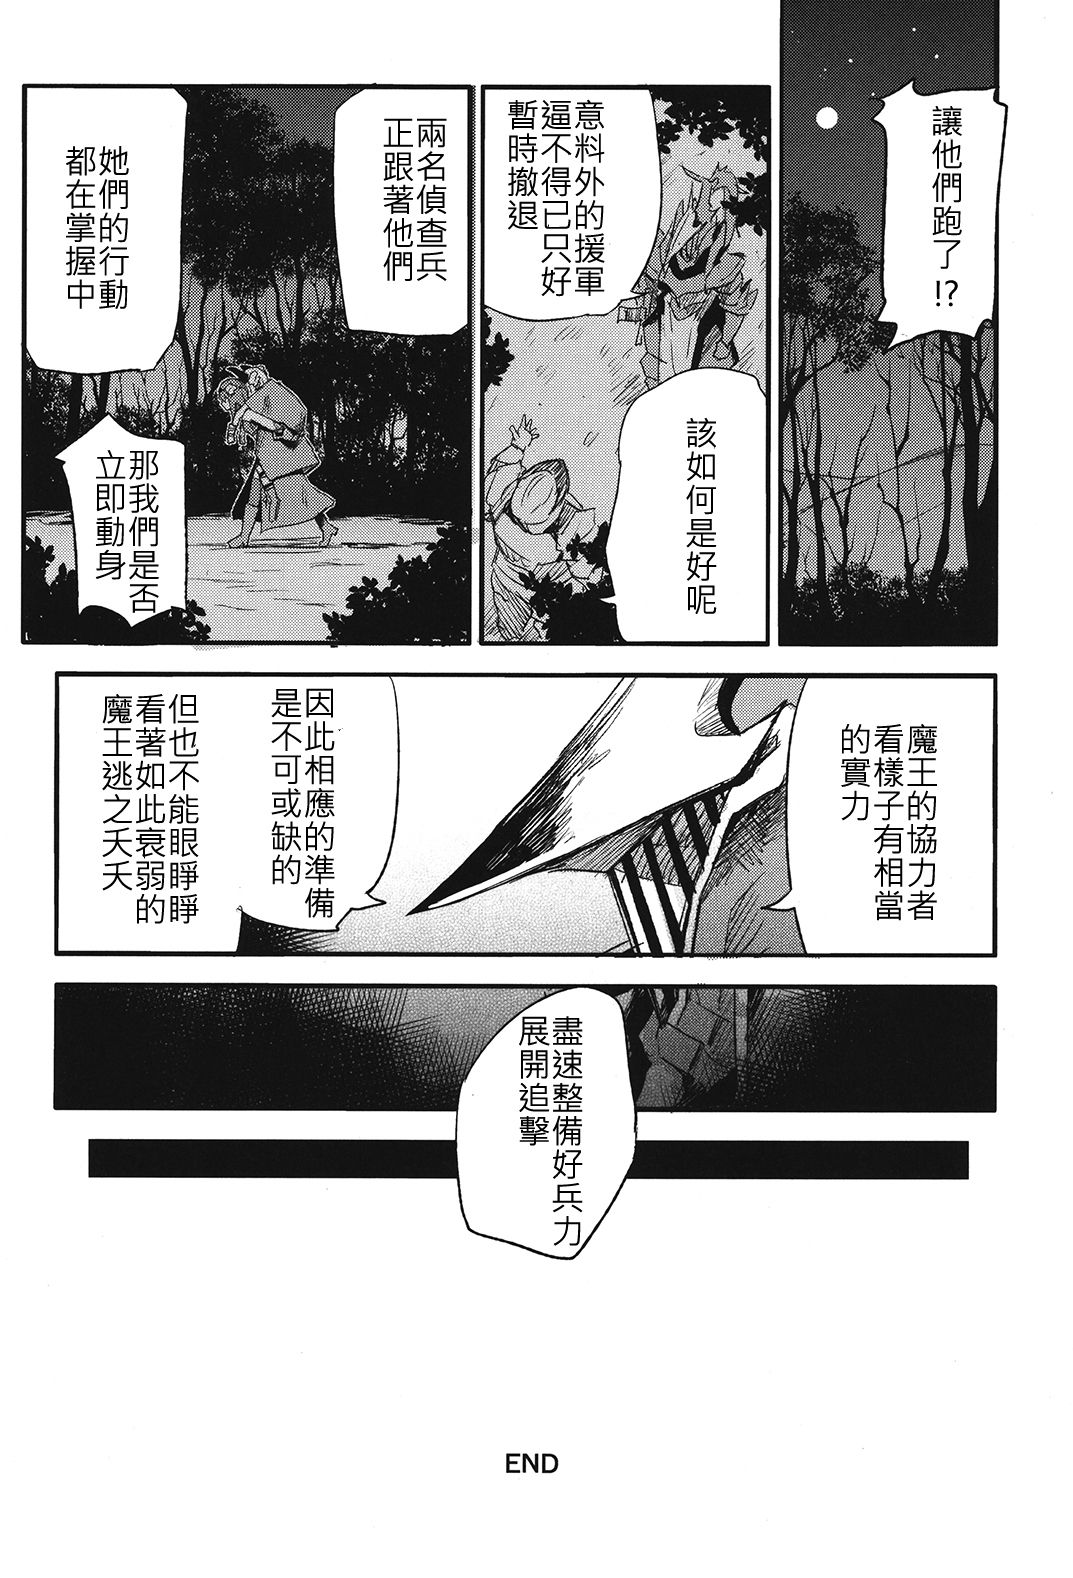 讓他們跑了!?
意料外的援軍
逼不得已只好
暫時撤退
該如何是好呢
兩名偵查兵
正跟著他們
她們的行動
都在掌握中
那我們是否
立即動身
魔王的協力者
看樣子有相當
的實力
因此相應的準備
是不可或缺的
但也不能眼睜睜
看著如此衰弱的
魔王逃之夭夭
盡速整備好兵力
展開追擊
END